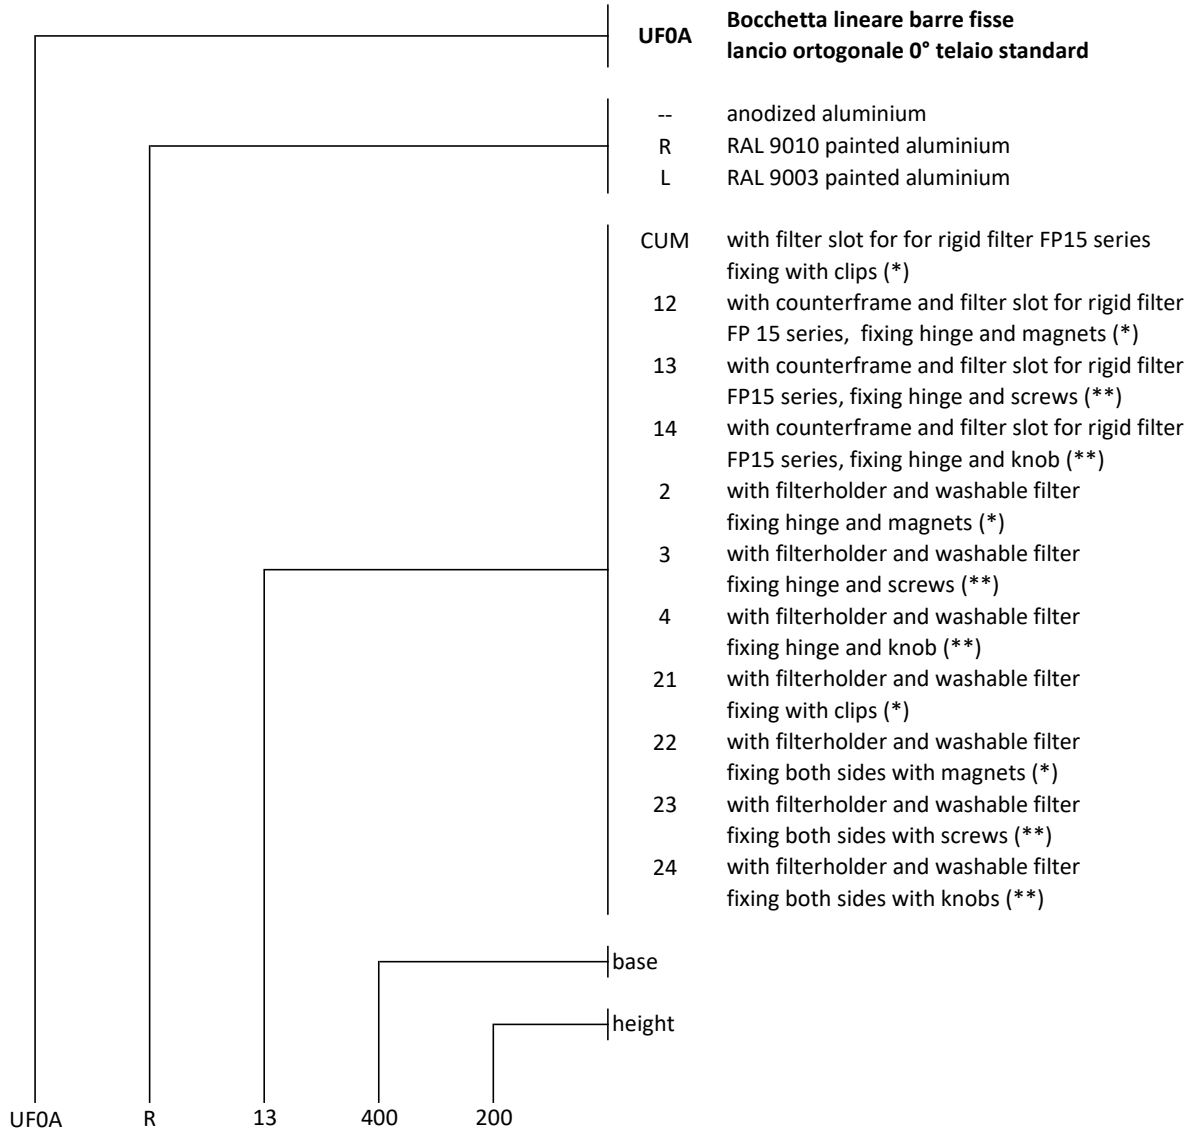 UF0A Bocchetta lineare barre fisse
lancio ortogonale 0° telaio standard
-- anodized aluminium
R RAL 9010 painted aluminium
L RAL 9003 painted aluminium
CUM with filter slot for for rigid filter FP15 series
fixing with clips (*)
12 with counterframe and filter slot for rigid filter
FP 15 series, fixing hinge and magnets (*)
13 with counterframe and filter slot for rigid filter
FP15 series, fixing hinge and screws (**)
14 with counterframe and filter slot for rigid filter
FP15 series, fixing hinge and knob (**)
2 with filterholder and washable filter
fixing hinge and magnets (*)
3 with filterholder and washable filter
fixing hinge and screws (**)
4 with filterholder and washable filter
fixing hinge and knob (**)
21 with filterholder and washable filter
fixing with clips (*)
22 with filterholder and washable filter
fixing both sides with magnets (*)
23 with filterholder and washable filter
fixing both sides with screws (**)
24 with filterholder and washable filter
fixing both sides with knobs (**)
base
height
UF0A R 13 400 200